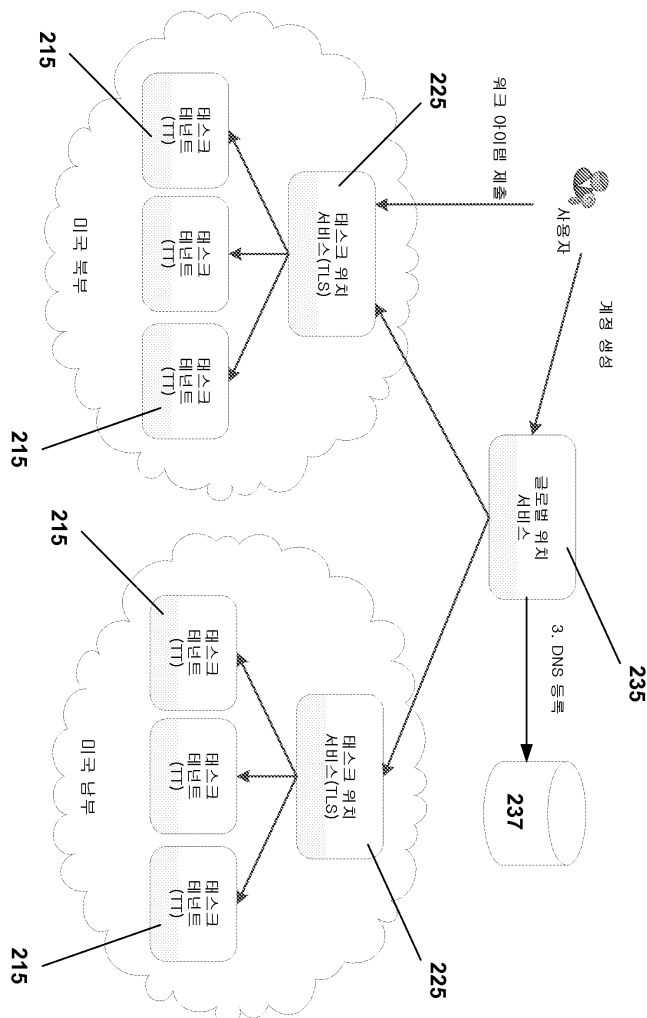 235
사용자
계정 생성
3. DNS 등록
글로벌 위치
서비스
237
워크 아이템 제출
225
태스크 위치
서비스(TLS)
215
태스크
테넌트
(TT)
태스크
테넌트
(TT)
태스크
테넌트
(TT)
215
미국 북부
태스크 위치
서비스(TLS)
225
215
태스크
테넌트
(TT)
태스크
테넌트
(TT)
태스크
테넌트
(TT)
215
미국 남부